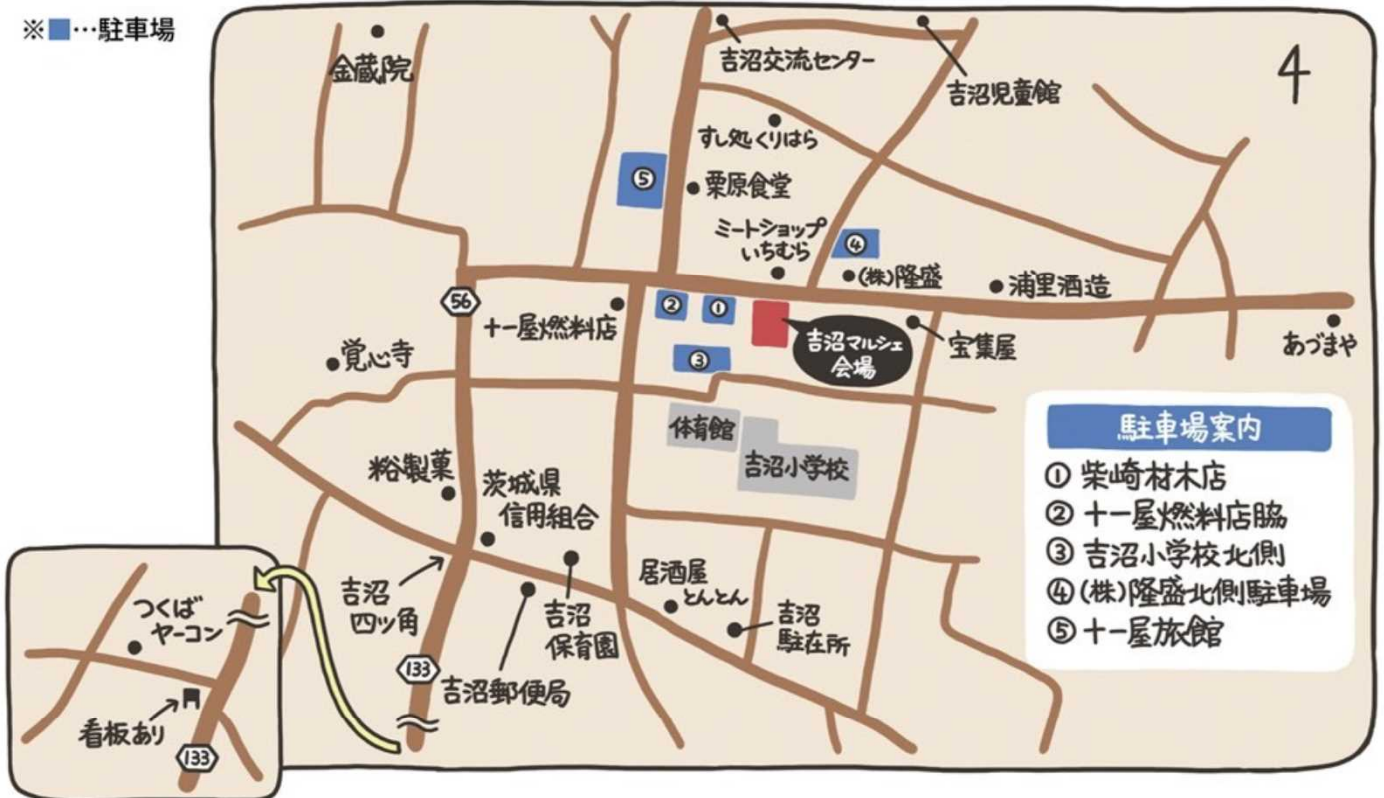 ※■…駐車場
4
金蔵院
吉沼交流センター
吉沼児童館
すし処くりはら
⑤
栗原食堂
ミートショップ
いちむら
④
(株)隆盛
浦里酒造
56
十一屋燃料店
②
①
③
吉沼マルシェ
会場
宝集屋
あづまや
覚心寺
体育館
吉沼小学校
粕谷製菓
茨城県
信用組合
吉沼
四ツ角
吉沼
保育園
居酒屋
とんとん
吉沼
駐在所
133
吉沼郵便局
駐車場案内
① 柴崎材木店
② 十一屋燃料店脇
③ 吉沼小学校北側
④ (株)隆盛北側駐車場
⑤ 十一屋旅館
つくば
ヤーコン
看板あり
133